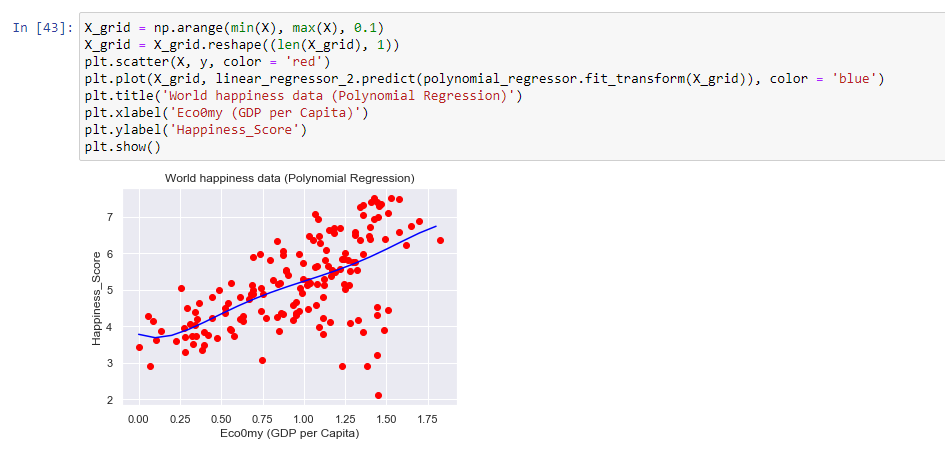 In [43]:
X_grid = np.arange(min(X), max(X), 0.1)
X_grid = X_grid.reshape((len(X_grid), 1))
plt.scatter(X, y, color = 'red')
plt.plot(X_grid, linear_regressor_2.predict(polynomial_regressor.fit_transform(X_grid)), color = 'blue')
plt.title('World happiness data (Polynomial Regression)')
plt.xlabel('Eco0my (GDP per Capita)')
plt.ylabel('Happiness_Score')
plt.show()
World happiness data (Polynomial Regression)
Happiness_Score
7
6
5
4
3
2
0.00 0.25 0.50 0.75 1.00 1.25 1.50 1.75
Eco0my (GDP per Capita)